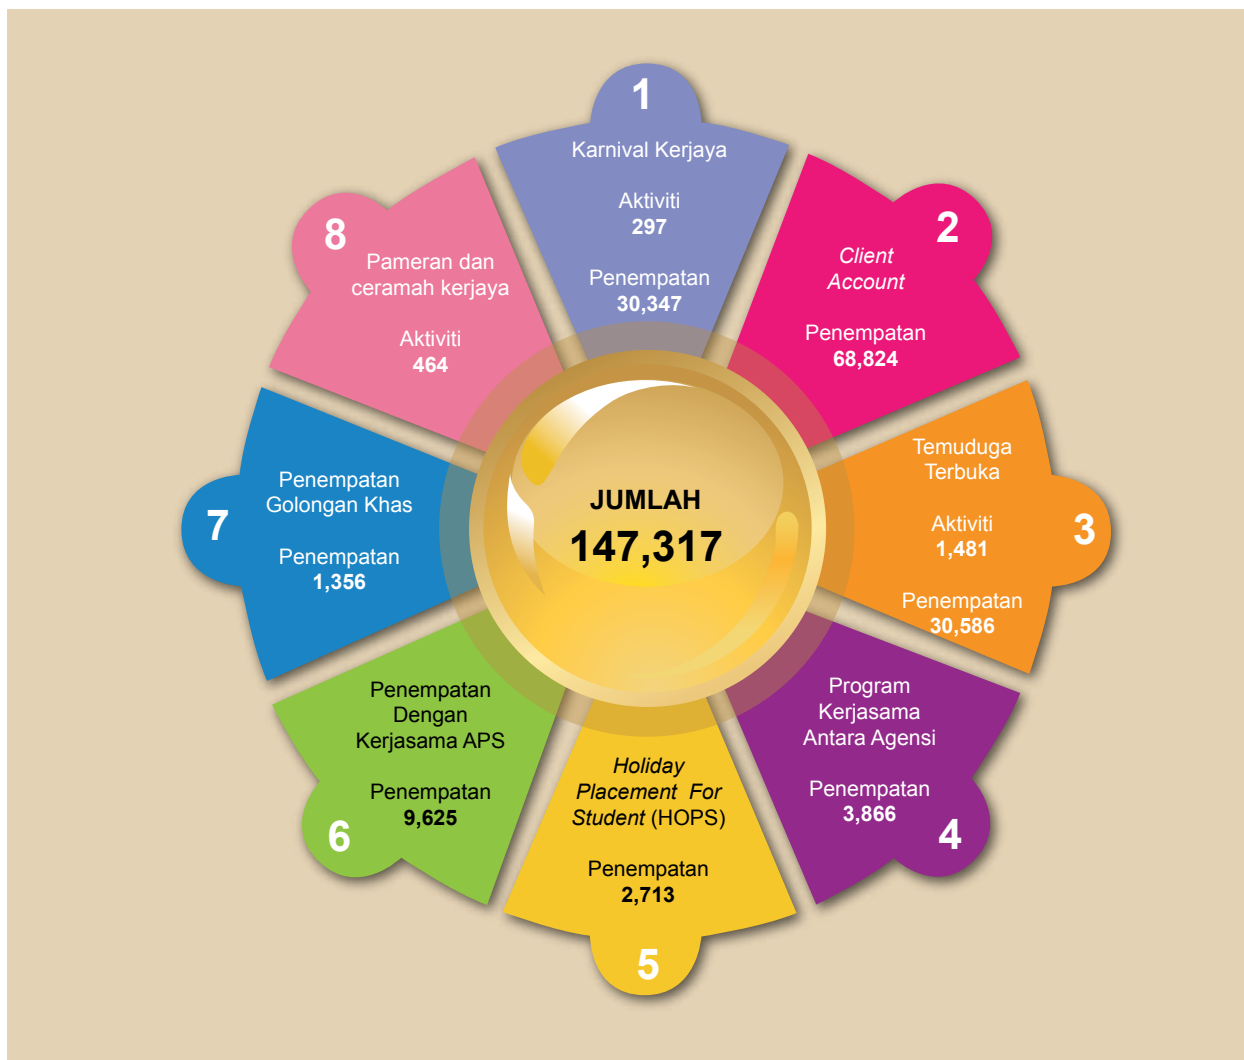 1
Karnival Kerjaya
Aktiviti
297
Penempatan
30,347
2
Client
Account
Penempatan
68,824
3
Temuduga
Terbuka
Aktiviti
1,481
Penempatan
30,586
4
Program
Kerjasama
Antara Agensi
Penempatan
3,866
5
Holiday
Placement For
Student (HOPS)
Penempatan
2,713
6
Penempatan
Dengan
Kerjasama APS
Penempatan
9,625
7
Penempatan
Golongan Khas
Penempatan
1,356
8
Pameran dan
ceramah kerjaya
Aktiviti
464
JUMLAH
147,317